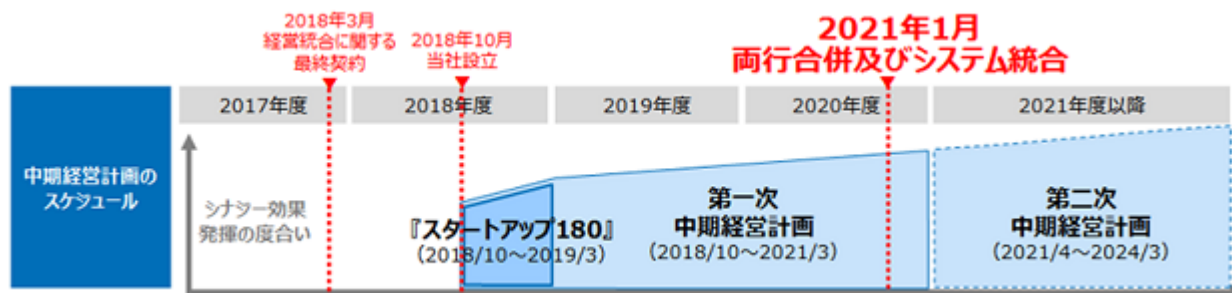 2018年3月
経営統合に関する
最終契約
2018年10月
当社設立
2021年1月
両行合併及びシステム統合
中期経営計画の
スケジュール
2017年度
2018年度
2019年度
2020年度
2021年度以降
シナジー効果
発揮の度合い
『スタートアップ180』
（2018/10～2019/3）
第一次
中期経営計画
（2018/10～2021/3）
第二次
中期経営計画
（2021/4～2024/3）